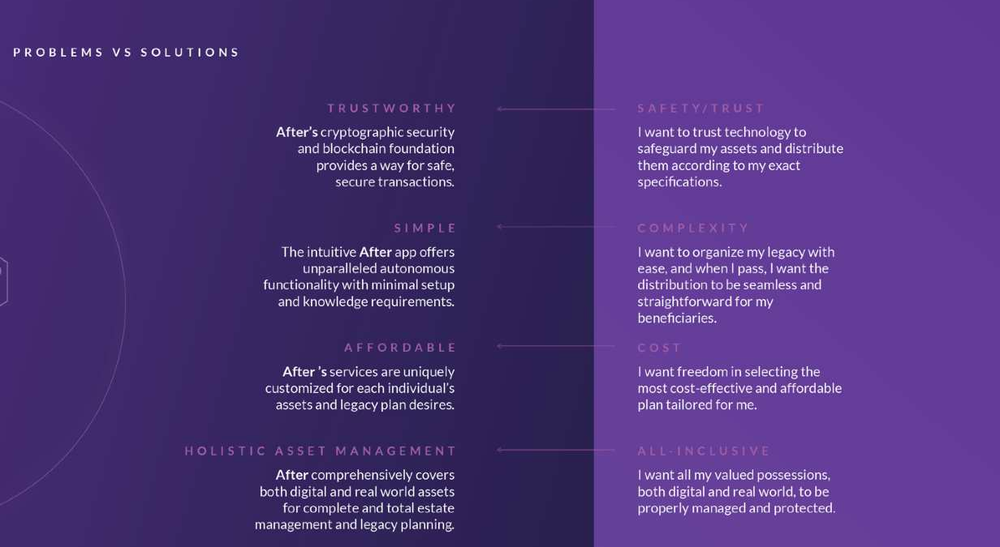 PROBLEMS VS SOLUTIONS
TRUSTWORTHY
After's cryptographic security
and blockchain foundation
provides a way for safe,
secure transactions.
SAFETY/TRUST
I want to trust technology to
safeguard my assets and distribute
them according to my exact
specifications.
SIMPLE
The intuitive After app offers
unparalleled autonomous
functionality with minimal setup
and knowledge requirements.
COMPLEXITY
I want to organize my legacy with
ease, and when I pass, I want the
distribution to be seamless and
straightforward for my
beneficiaries.
AFFORDABLE
After 's services are uniquely
customized for each individual's
assets and legacy plan desires.
COST
I want freedom in selecting the
most cost-effective and affordable
plan tailored for me.
HOLISTIC ASSET MANAGEMENT
After comprehensively covers
both digital and real world assets
for complete and total estate
management and legacy planning.
ALL-INCLUSIVE
I want all my valued possessions,
both digital and real world, to be
properly managed and protected.